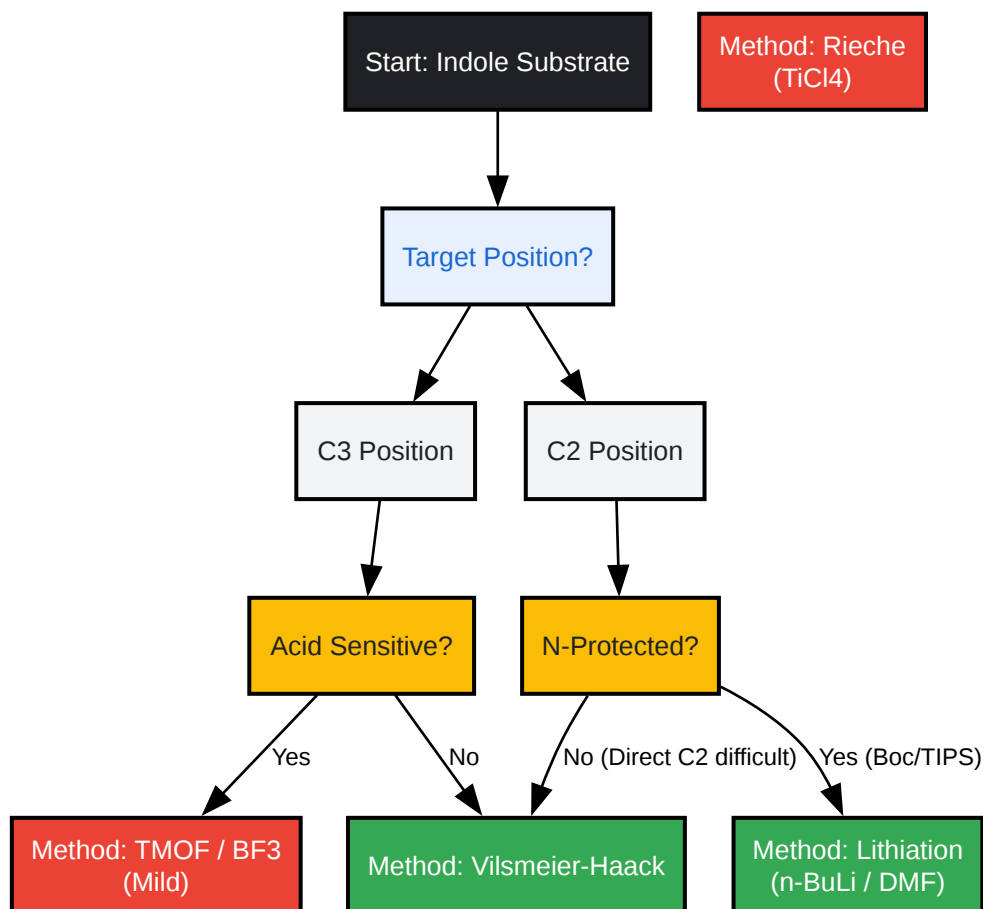 Start: Indole Substrate
Method: Rieche
(TiCl4)
Target Position?
C3 Position
C2 Position
Acid Sensitive?
N-Protected?
Yes
No
No (Direct C2 difficult)
Yes (Boc/TIPS)
Method: TMOF / BF3
(Mild)
Method: Vilsmeier-Haack
Method: Lithiation
(n-BuLi / DMF)